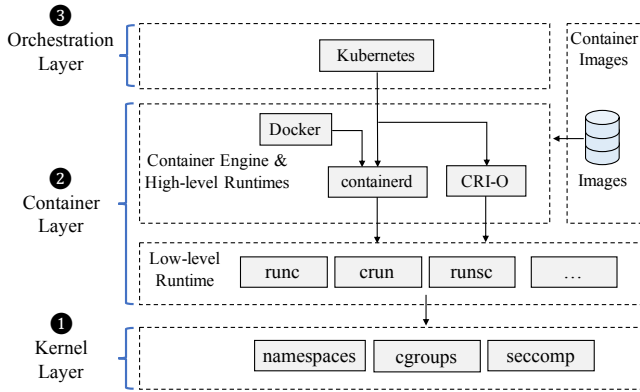 ❸
Orchestration
Layer
Kubernetes
Container
Images
Images
❷
Container
Layer
Docker
Container Engine &
High-level Runtimes
containerd
CRI-O
Low-level
Runtime
runc
crun
runsc
...
❶
Kernel
Layer
namespaces
cgroups
seccomp